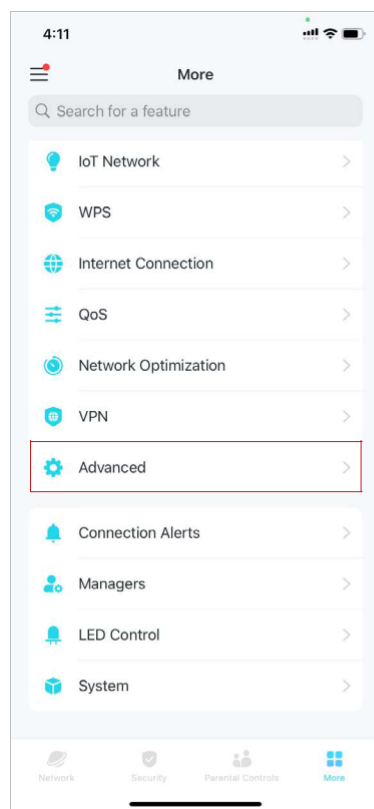 4:11
More
Search for a feature
IoT Network
WPS
Internet Connection
QoS
Network Optimization
VPN
Advanced
Connection Alerts
Managers
LED Control
System
Network Security Parental Controls More